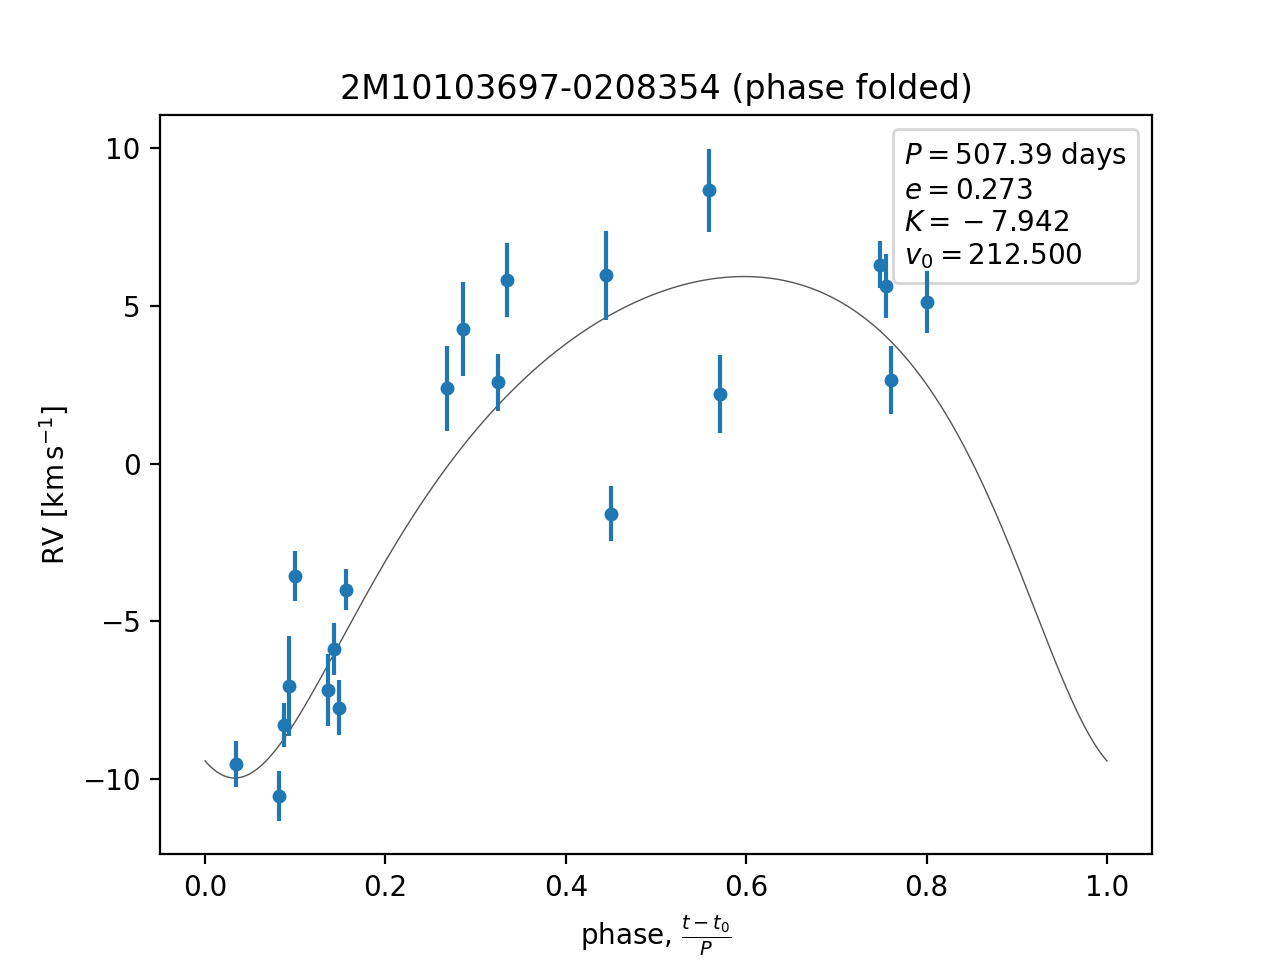 2M10103697-0208354 (phase folded)
P = 507.39 days
e = 0.273
K = −7.942
v₀ = 212.500
10
5
0
−5
−10
RV [km s⁻¹]
0.0 0.2 0.4 0.6 0.8 1.0
phase, (t − t₀)/P